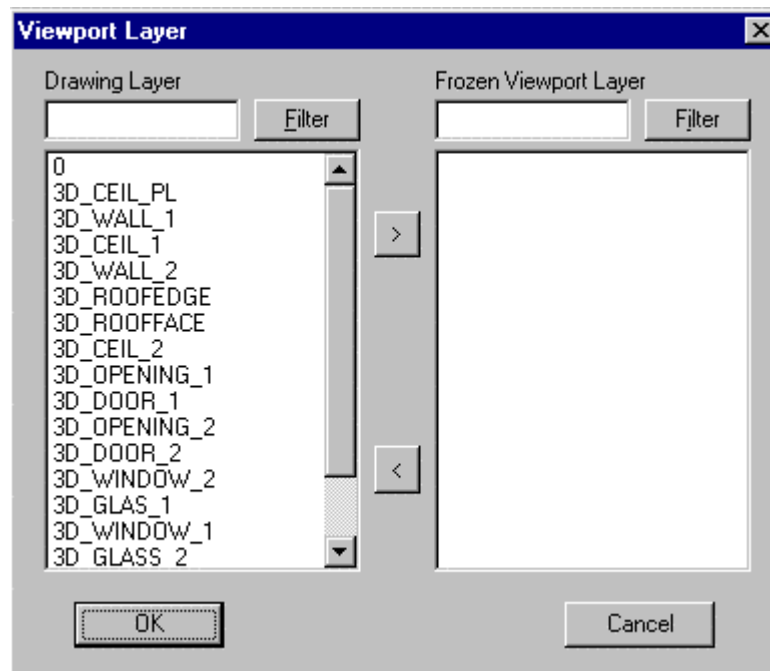 Viewport Layer
Drawing Layer
Frozen Viewport Layer
Filter
Filter
0
3D_CEIL_PL
3D_WALL_1
3D_CEIL_1
3D_WALL_2
3D_ROOFEDGE
3D_ROOFFACE
3D_CEIL_2
3D_OPENING_1
3D_DOOR_1
3D_OPENING_2
3D_DOOR_2
3D_WINDOW_2
3D_GLAS_1
3D_WINDOW_1
3D_GLASS_2
>
<
OK
Cancel